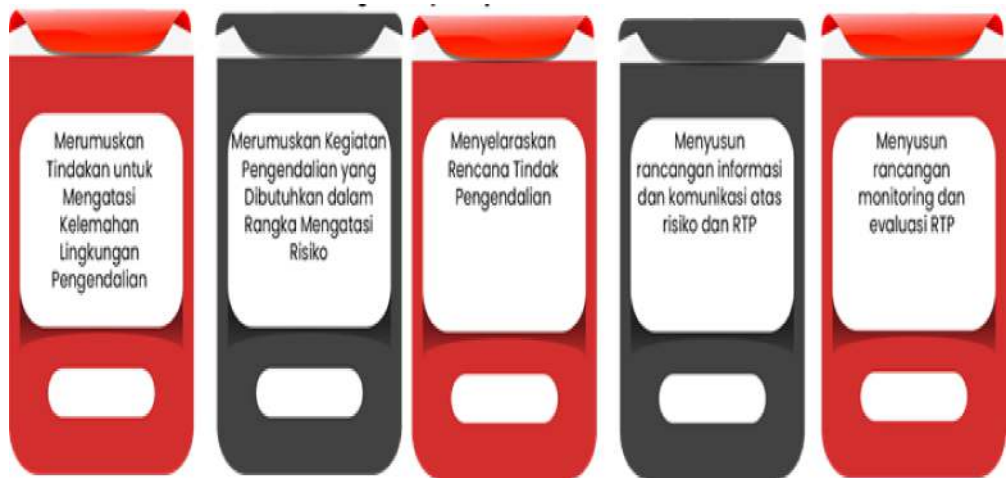 Merumuskan
Tindakan untuk
Mengatasi
Kelemahan
Lingkungan
Pengendalian
Merumuskan Kegiatan
Pengendalian yang
Dibutuhkan dalam
Rangka Mengatasi
Risiko
Menyelaraskan
Rencana Tindak
Pengendalian
Menyusun
rancangan informasi
dan komunikasi atas
risiko dan RTP
Menyusun
rancangan
monitoring dan
evaluasi RTP